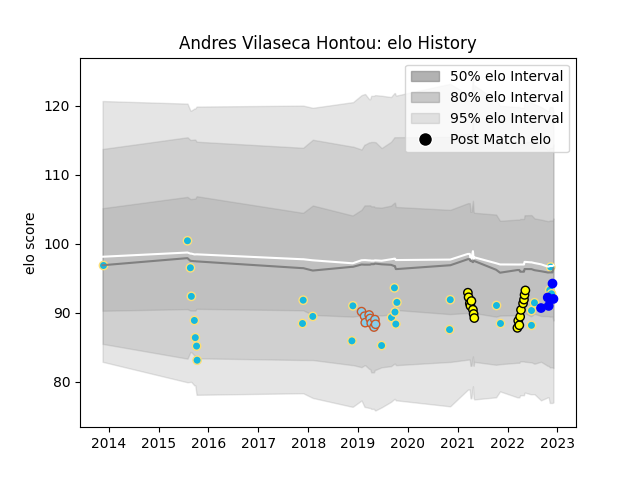 Andres Vilaseca Hontou: elo History
50% elo Interval
80% elo Interval
95% elo Interval
Post Match elo
elo score
120
110
100
90
80
2014 2015 2016 2017 2018 2019 2020 2021 2022 2023